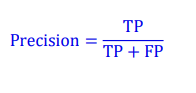 Precision = TP / (TP + FP)